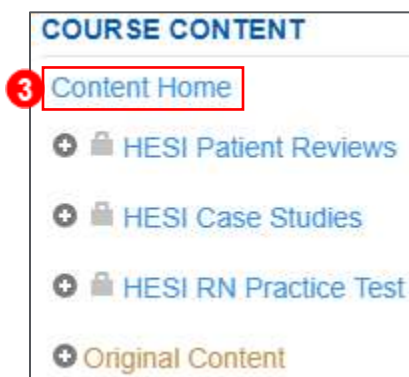 COURSE CONTENT
3 Content Home
HESI Patient Reviews
HESI Case Studies
HESI RN Practice Test
Original Content